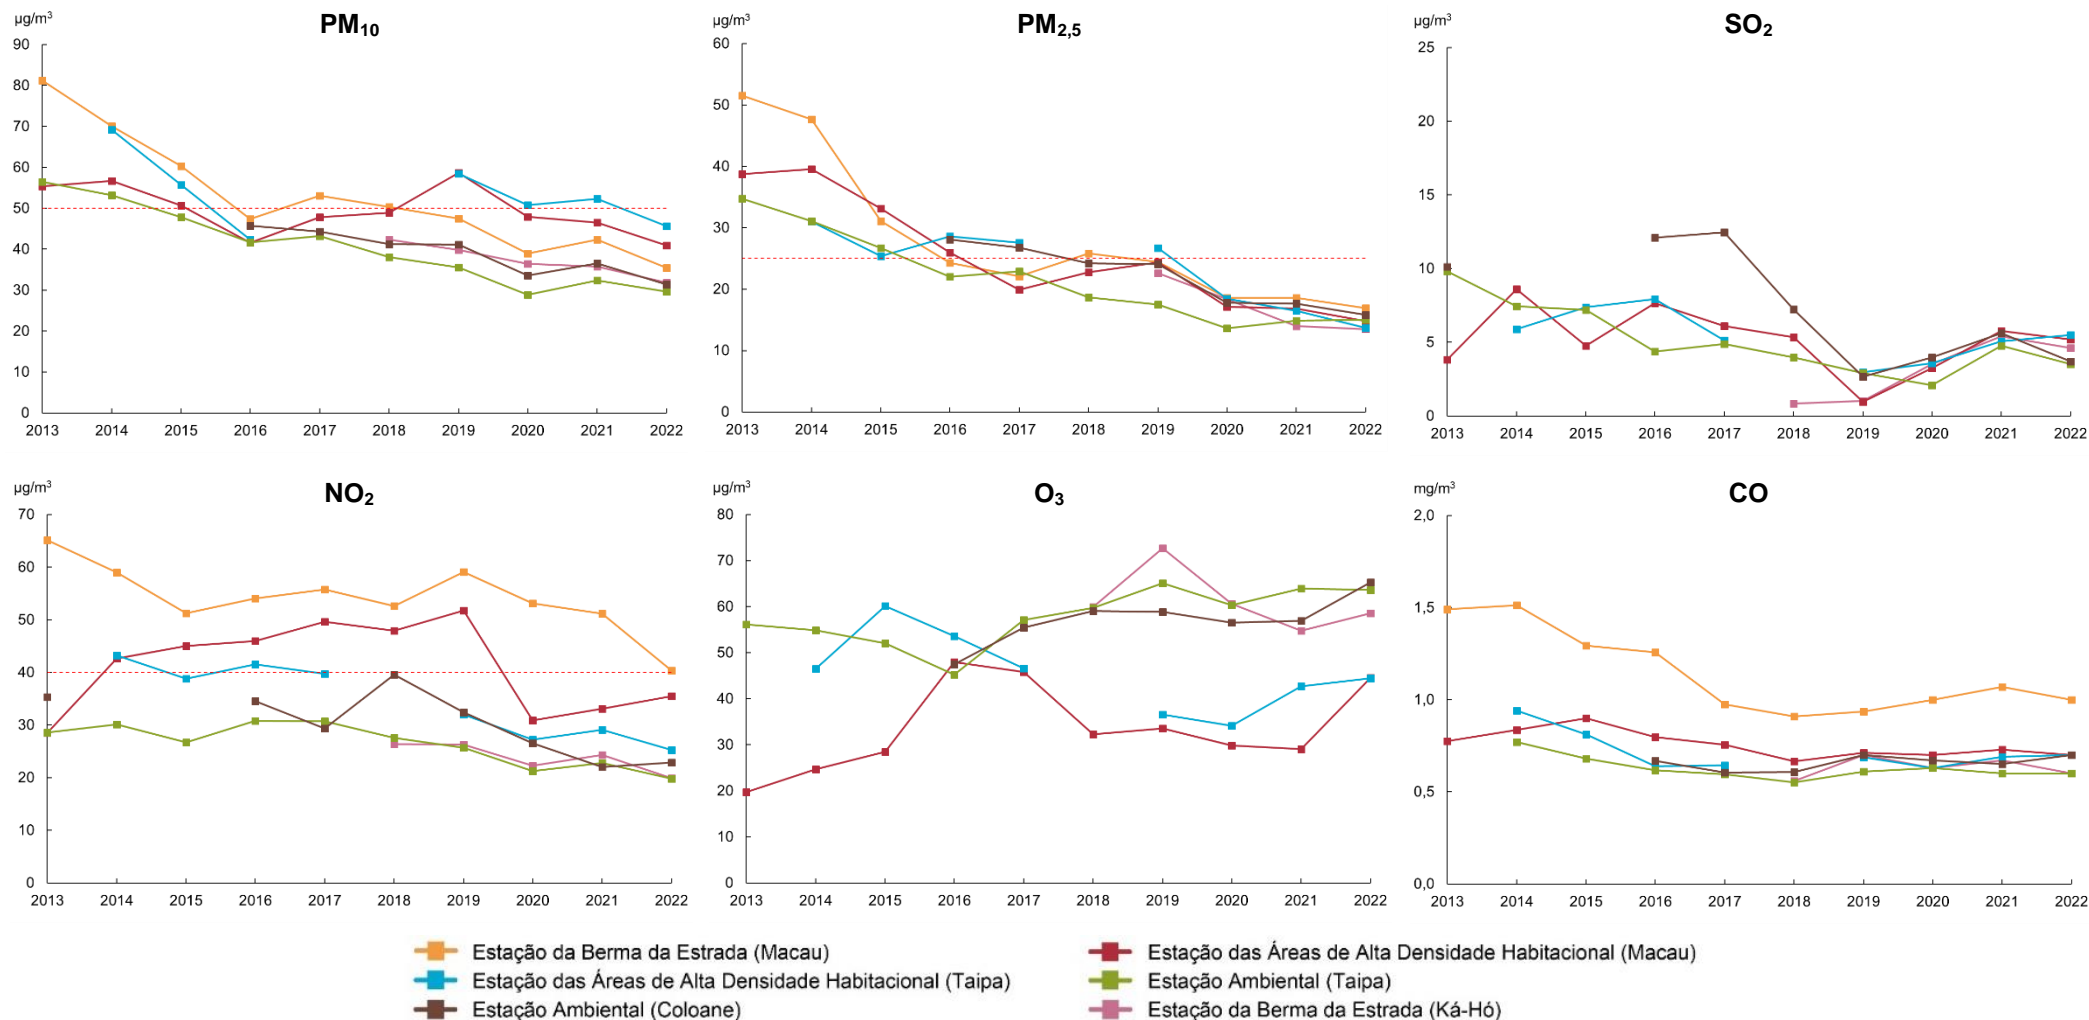 PM₁₀
µg/m³
90
80
70
60
50
40
30
20
10
0
2013 2014 2015 2016 2017 2018 2019 2020 2021 2022
PM₂,₅
µg/m³
60
50
40
30
20
10
0
2013 2014 2015 2016 2017 2018 2019 2020 2021 2022
SO₂
µg/m³
25
20
15
10
5
0
2013 2014 2015 2016 2017 2018 2019 2020 2021 2022
NO₂
µg/m³
70
60
50
40
30
20
10
0
2013 2014 2015 2016 2017 2018 2019 2020 2021 2022
O₃
µg/m³
80
70
60
50
40
30
20
10
0
2013 2014 2015 2016 2017 2018 2019 2020 2021 2022
CO
mg/m³
2,0
1,5
1,0
0,5
0,0
2013 2014 2015 2016 2017 2018 2019 2020 2021 2022
Estação da Berma da Estrada (Macau)
Estação das Áreas de Alta Densidade Habitacional (Macau)
Estação das Áreas de Alta Densidade Habitacional (Taipa)
Estação Ambiental (Taipa)
Estação Ambiental (Coloane)
Estação da Berma da Estrada (Ká-Hó)